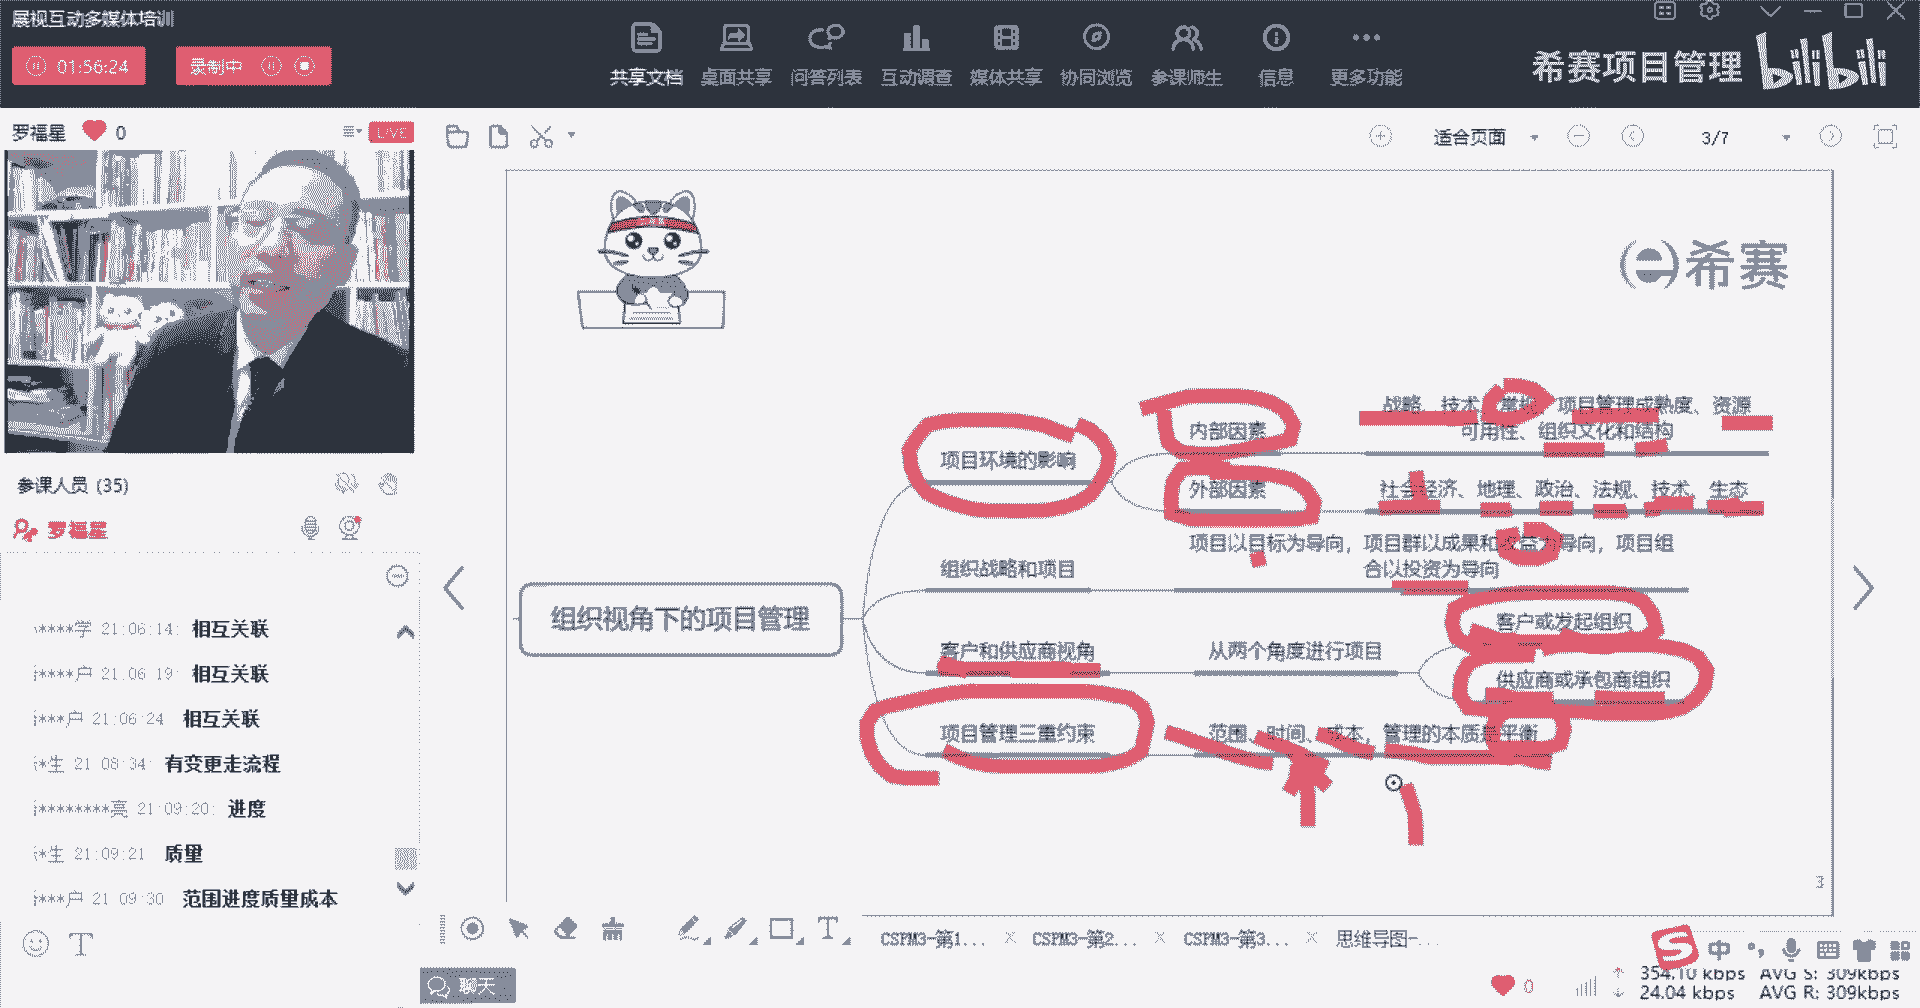 展视互动多媒体培训
01:56:24
录制中
共享文档 桌面共享 问答列表 互动调查 媒体共享 协同浏览 参课师生 信息 更多功能
希赛项目管理 bilibili
罗福星 0 LIVE
适合页面 3/7
希赛
参课人员 (35)
罗福星
组织视角下的项目管理
项目环境的影响
内部因素
战略、技术、常规、项目管理成熟度、资源
可用性、组织文化和结构
外部因素
社会经济、地理、政治、法规、技术、生态
组织战略和项目
项目以目标为导向，项目群以成果和收益为导向，项目组
合以投资为导向
客户和供应商视角
从两个角度进行项目
客户或发起组织
供应商或承包商组织
项目管理三重约束
范围、时间、成本，管理的本质是平衡
3
****学 21:06:14: 相互关联
****户 21:06:19: 相互关联
***户 21:06:24 相互关联
*生 21:08:34: 有变更走流程
********亮 21:09:20: 进度
*生 21:09:21 质量
***户 21:09:30 范围进度质量成本
T
T
CSPM3-第1...
CSPM3-第2...
CSPM3-第3...
思维导图-...
聊天
S 中
0
354.10 kbps AVG S: 309kbps
24.04 kbps AVG R: 309kbps